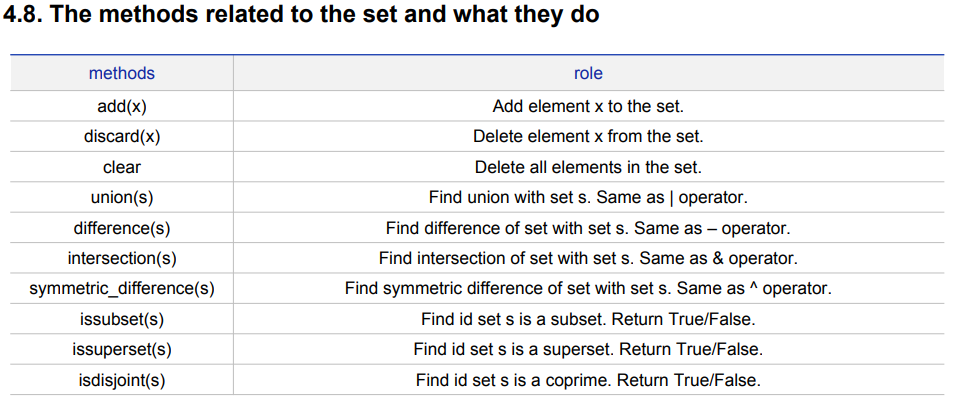 4.8. The methods related to the set and what they do
methods role
add(x) Add element x to the set.
discard(x) Delete element x from the set.
clear Delete all elements in the set.
union(s) Find union with set s. Same as | operator.
difference(s) Find difference of set with set s. Same as – operator.
intersection(s) Find intersection of set with set s. Same as & operator.
symmetric_difference(s) Find symmetric difference of set with set s. Same as ^ operator.
issubset(s) Find id set s is a subset. Return True/False.
issuperset(s) Find id set s is a superset. Return True/False.
isdisjoint(s) Find id set s is a coprime. Return True/False.